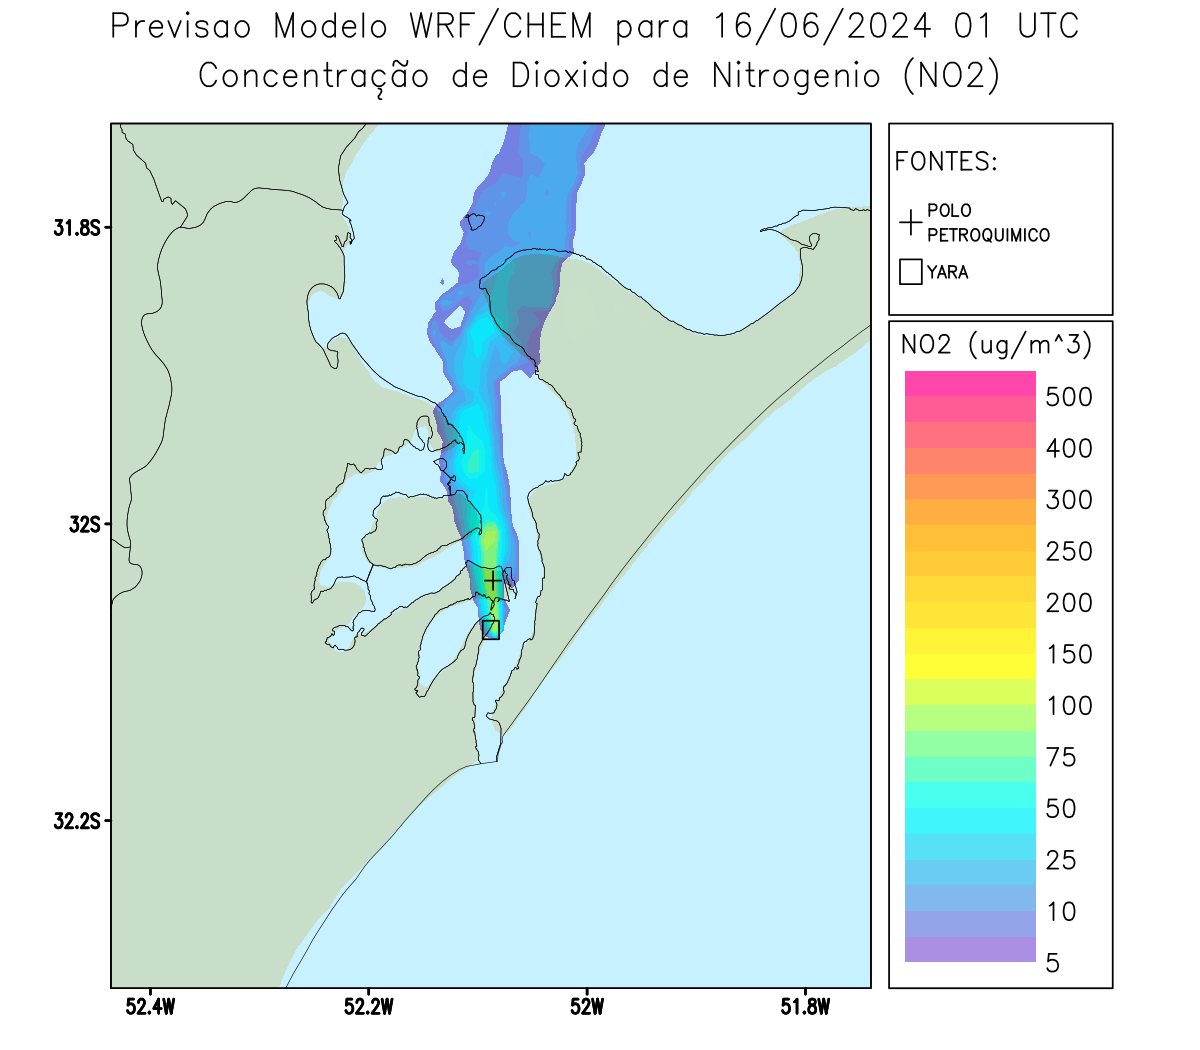 Previsao Modelo WRF/CHEM para 16/06/2024 01 UTC
Concentração de Dioxido de Nitrogenio (NO2)
FONTES:
POLO
PETROQUIMICO
YARA
NO2 (ug/m^3)
500
400
300
250
200
150
100
75
50
25
10
5
31.8S
32S
32.2S
52.4W
52.2W
52W
51.8W